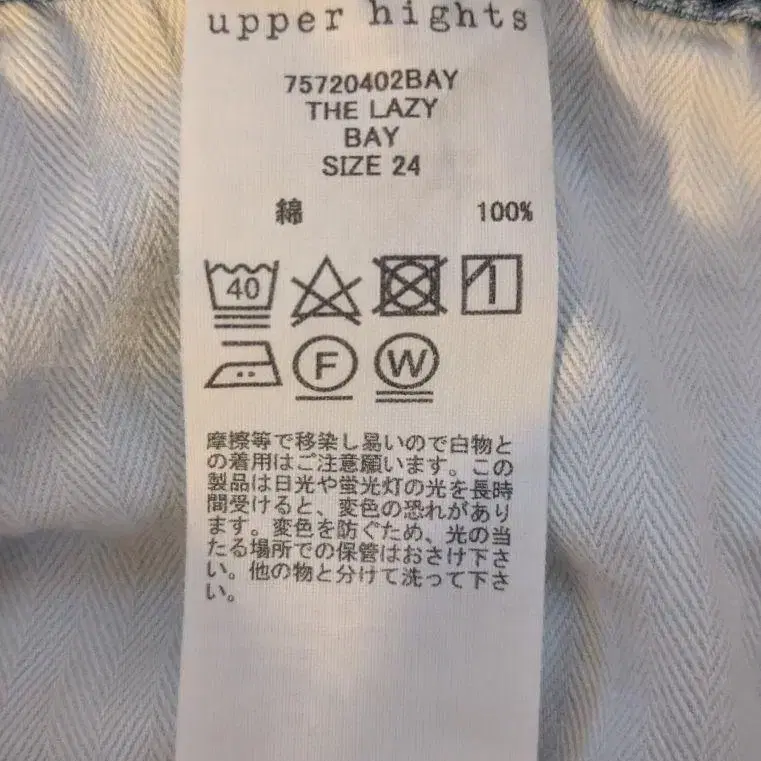 upper hights
75720402BAY
THE LAZY
BAY
SIZE 24
綿 100%
40
F W
摩擦等で移染し易いので白物と
の着用はご注意願います。この
製品は日光や蛍光灯の光を長時
間受けると、変色の恐れがあり
ます。変色を防ぐため、光の当
たる場所での保管はおさけ下さ
い。他の物と分けて洗って下さ
い。